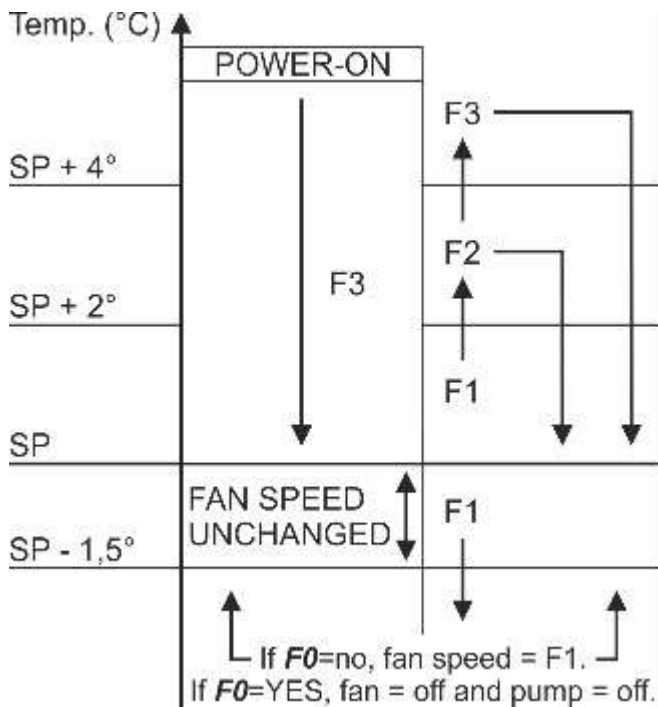 Temp. (°C)
POWER-ON
F3
SP + 4°
F2
F3
SP + 2°
F1
SP
FAN SPEED
UNCHANGED
F1
SP - 1,5°
If F0=no, fan speed = F1.
If F0=YES, fan = off and pump = off.